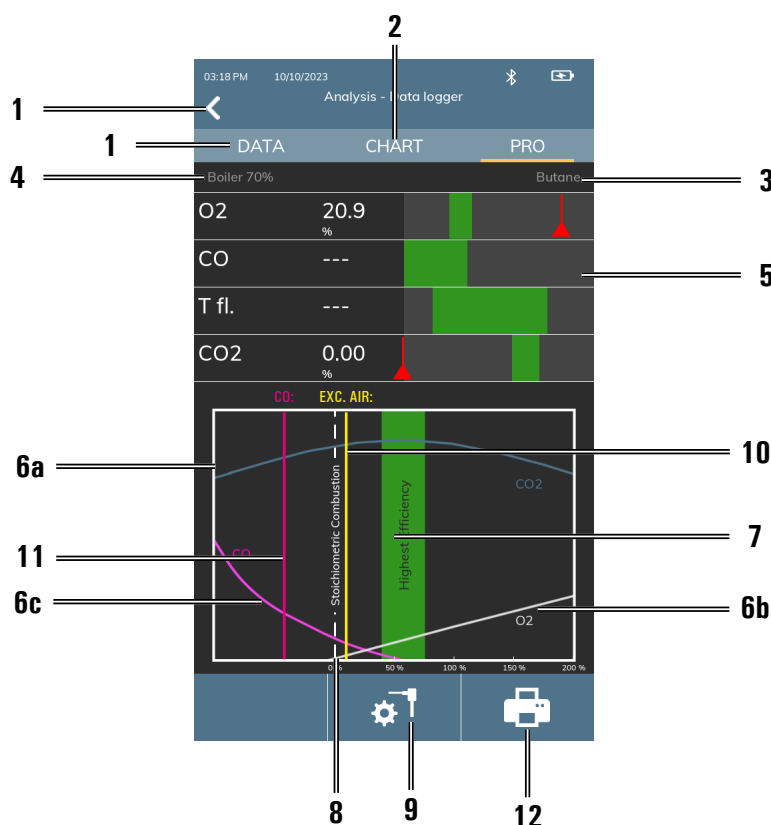 2
03:18 PM 10/10/2023
Analysis - Data logger
1
1 DATA CHART PRO
4 Boiler 70% Butane 3
O2 20.9
%
CO ---
5
T fl. ---
CO2 0.00
%
CO: EXC. AIR:
6a
10
CO2
Stoichiometric Combustion
Highest Efficiency
7
11
CO
6c
6b
O2
0 % 50 % 100 % 150 % 200 %
8 9 12